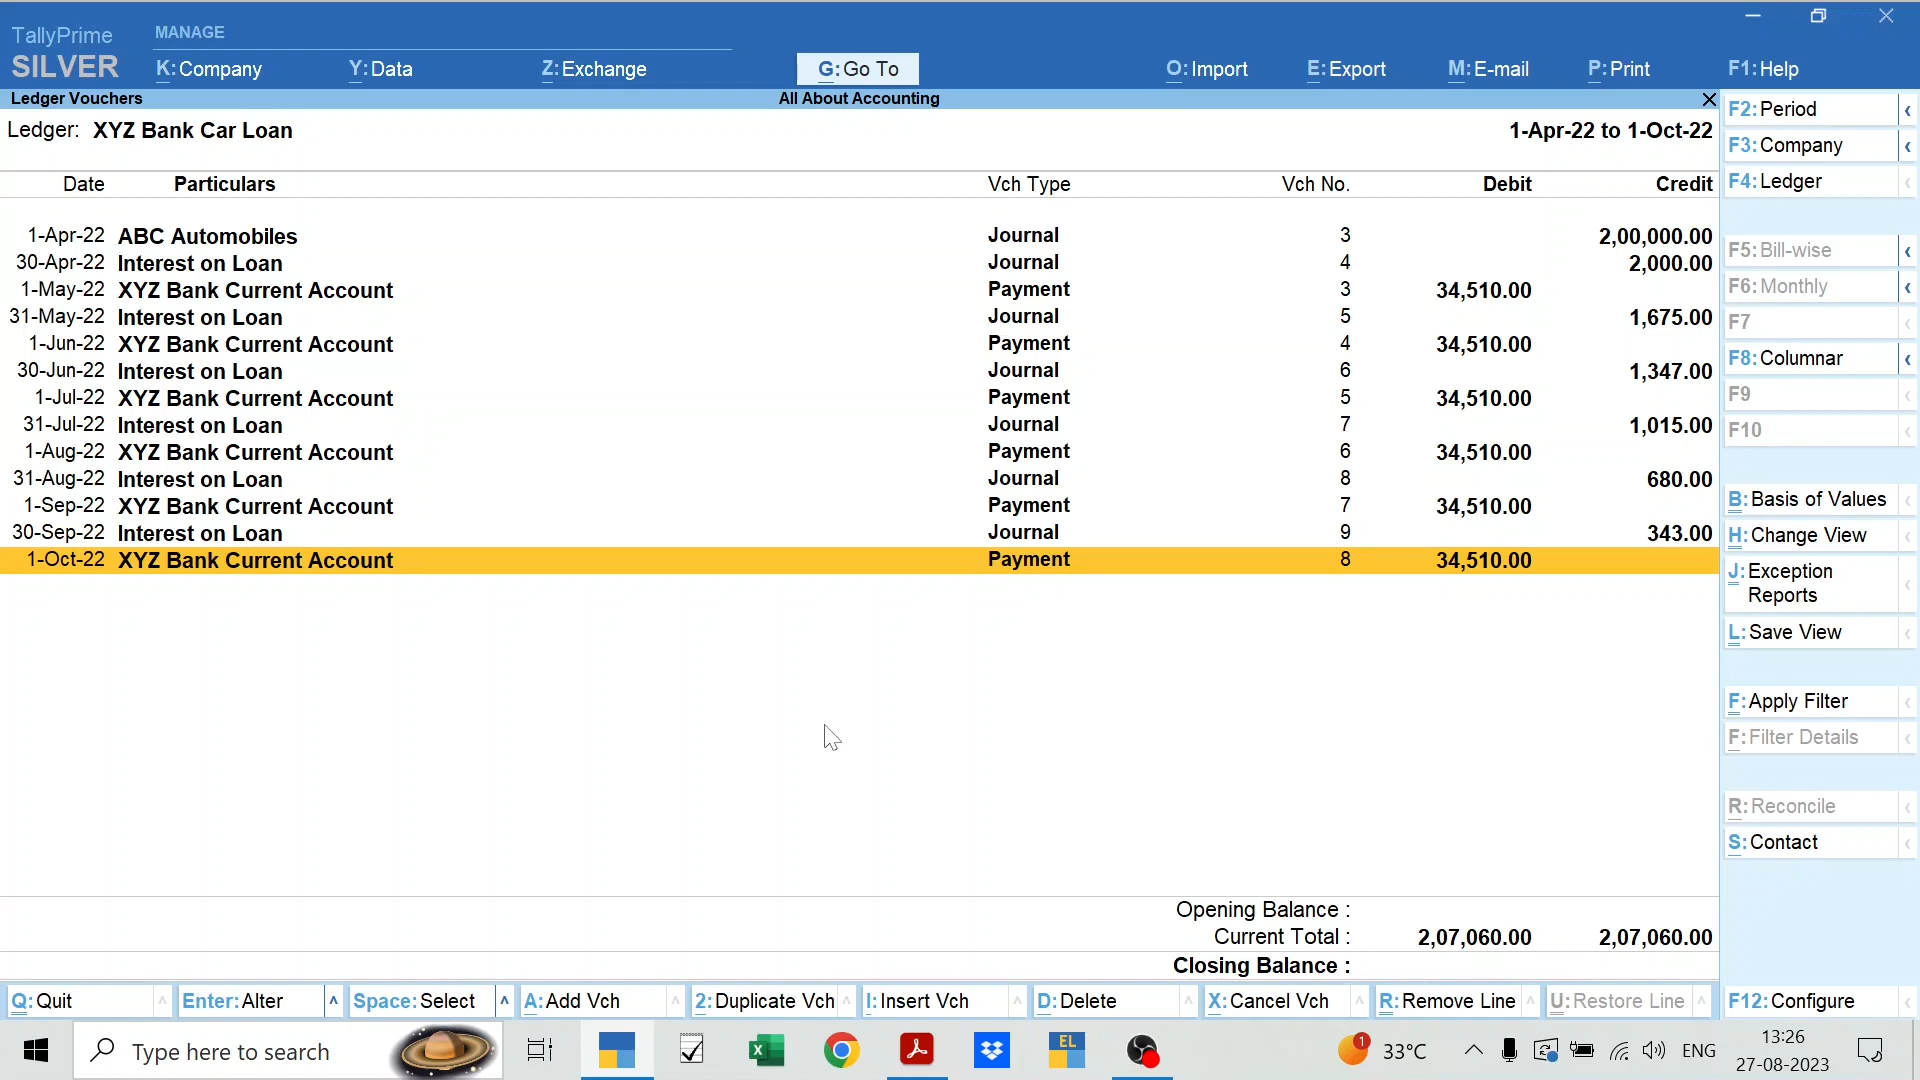 TallyPrime
SILVER
MANAGE
K:Company Y:Data Z:Exchange G:Go To O:Import E:Export M:E-mail P:Print F1:Help
Ledger Vouchers All About Accounting
Ledger: XYZ Bank Car Loan 1-Apr-22 to 1-Oct-22
Date Particulars Vch Type Vch No. Debit Credit
1-Apr-22 ABC Automobiles Journal 3 2,00,000.00
30-Apr-22 Interest on Loan Journal 4 2,000.00
1-May-22 XYZ Bank Current Account Payment 3 34,510.00
31-May-22 Interest on Loan Journal 5 1,675.00
1-Jun-22 XYZ Bank Current Account Payment 4 34,510.00
30-Jun-22 Interest on Loan Journal 6 1,347.00
1-Jul-22 XYZ Bank Current Account Payment 5 34,510.00
31-Jul-22 Interest on Loan Journal 7 1,015.00
1-Aug-22 XYZ Bank Current Account Payment 6 34,510.00
31-Aug-22 Interest on Loan Journal 8 680.00
1-Sep-22 XYZ Bank Current Account Payment 7 34,510.00
30-Sep-22 Interest on Loan Journal 9 343.00
1-Oct-22 XYZ Bank Current Account Payment 8 34,510.00
Opening Balance :
Current Total : 2,07,060.00 2,07,060.00
Closing Balance :
F2:Period
F3:Company
F4:Ledger
F5:Bill-wise
F6:Monthly
F7
F8:Columnar
F9
F10
B:Basis of Values
H:Change View
J:Exception
Reports
L:Save View
F:Apply Filter
F:Filter Details
R:Reconcile
S:Contact
Q:Quit Enter:Alter Space:Select A:Add Vch 2:Duplicate Vch I:Insert Vch D:Delete X:Cancel Vch R:Remove Line U:Restore Line F12:Configure
Type here to search
EL
1
33°C
ENG
13:26
27-08-2023